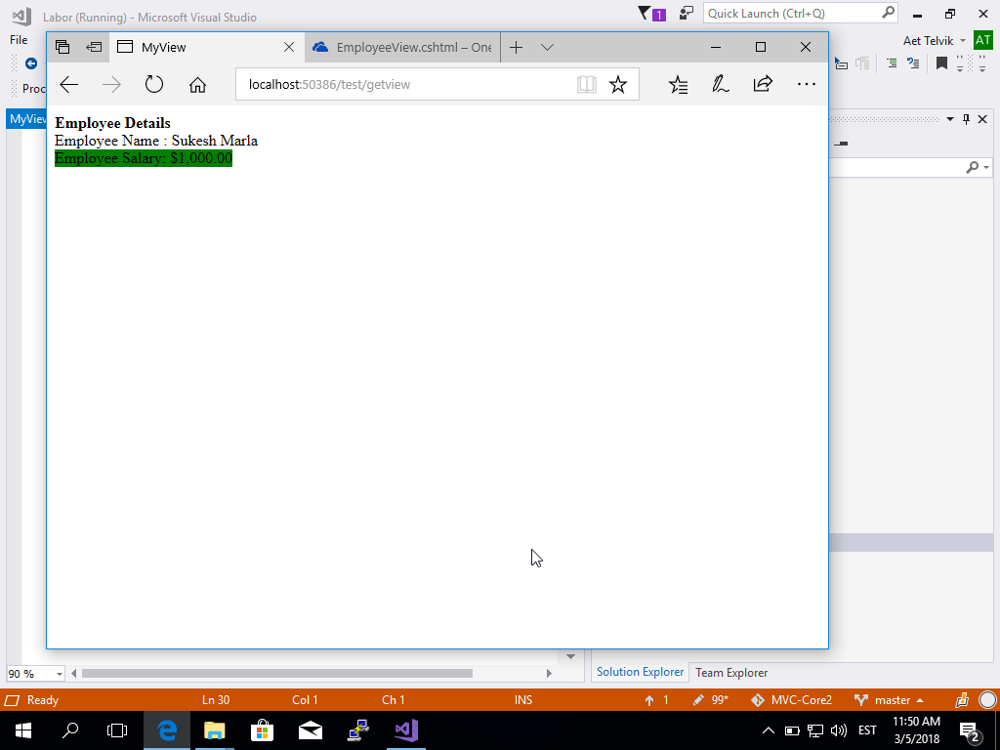 Labor (Running) - Microsoft Visual Studio
1
Quick Launch (Ctrl+Q)
File
Aet Telvik
AT
MyView
EmployeeView.cshtml – One
localhost:50386/test/getview
Proc
MyView
Employee Details
Employee Name : Sukesh Marla
Employee Salary: $1,000.00
90 %
Solution Explorer
Team Explorer
Ready
Ln 30
Col 1
Ch 1
INS
1
99*
MVC-Core2
master
EST
11:50 AM
3/5/2018
2